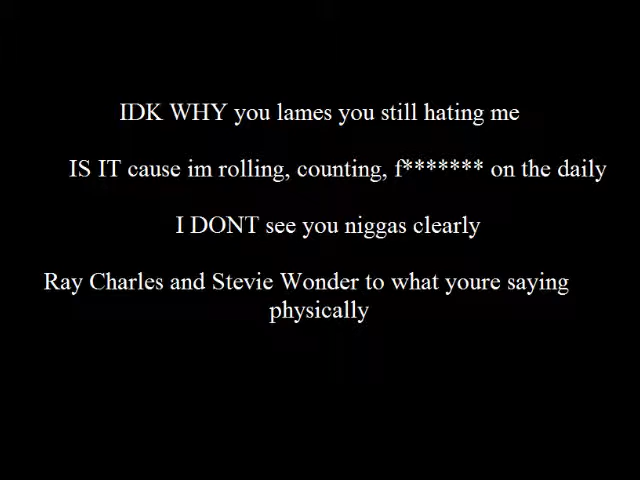 IDK WHY you lames you still hating me
IS IT cause im rolling, counting, f******* on the daily
I DONT see you niggas clearly
Ray Charles and Stevie Wonder to what youre saying
physically